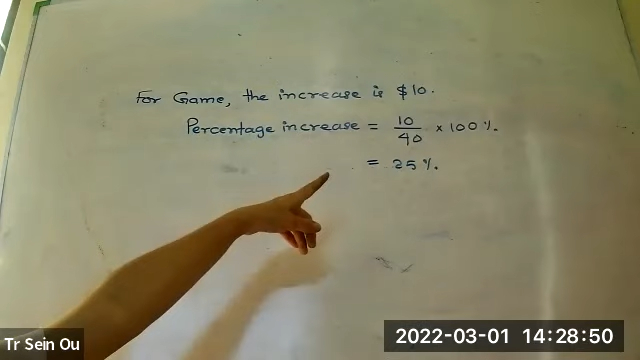 For Game, the increase is $10.
Percentage increase = 10/40 × 100%.
= 25%.
Tr Sein Ou
2022-03-01 14:28:50